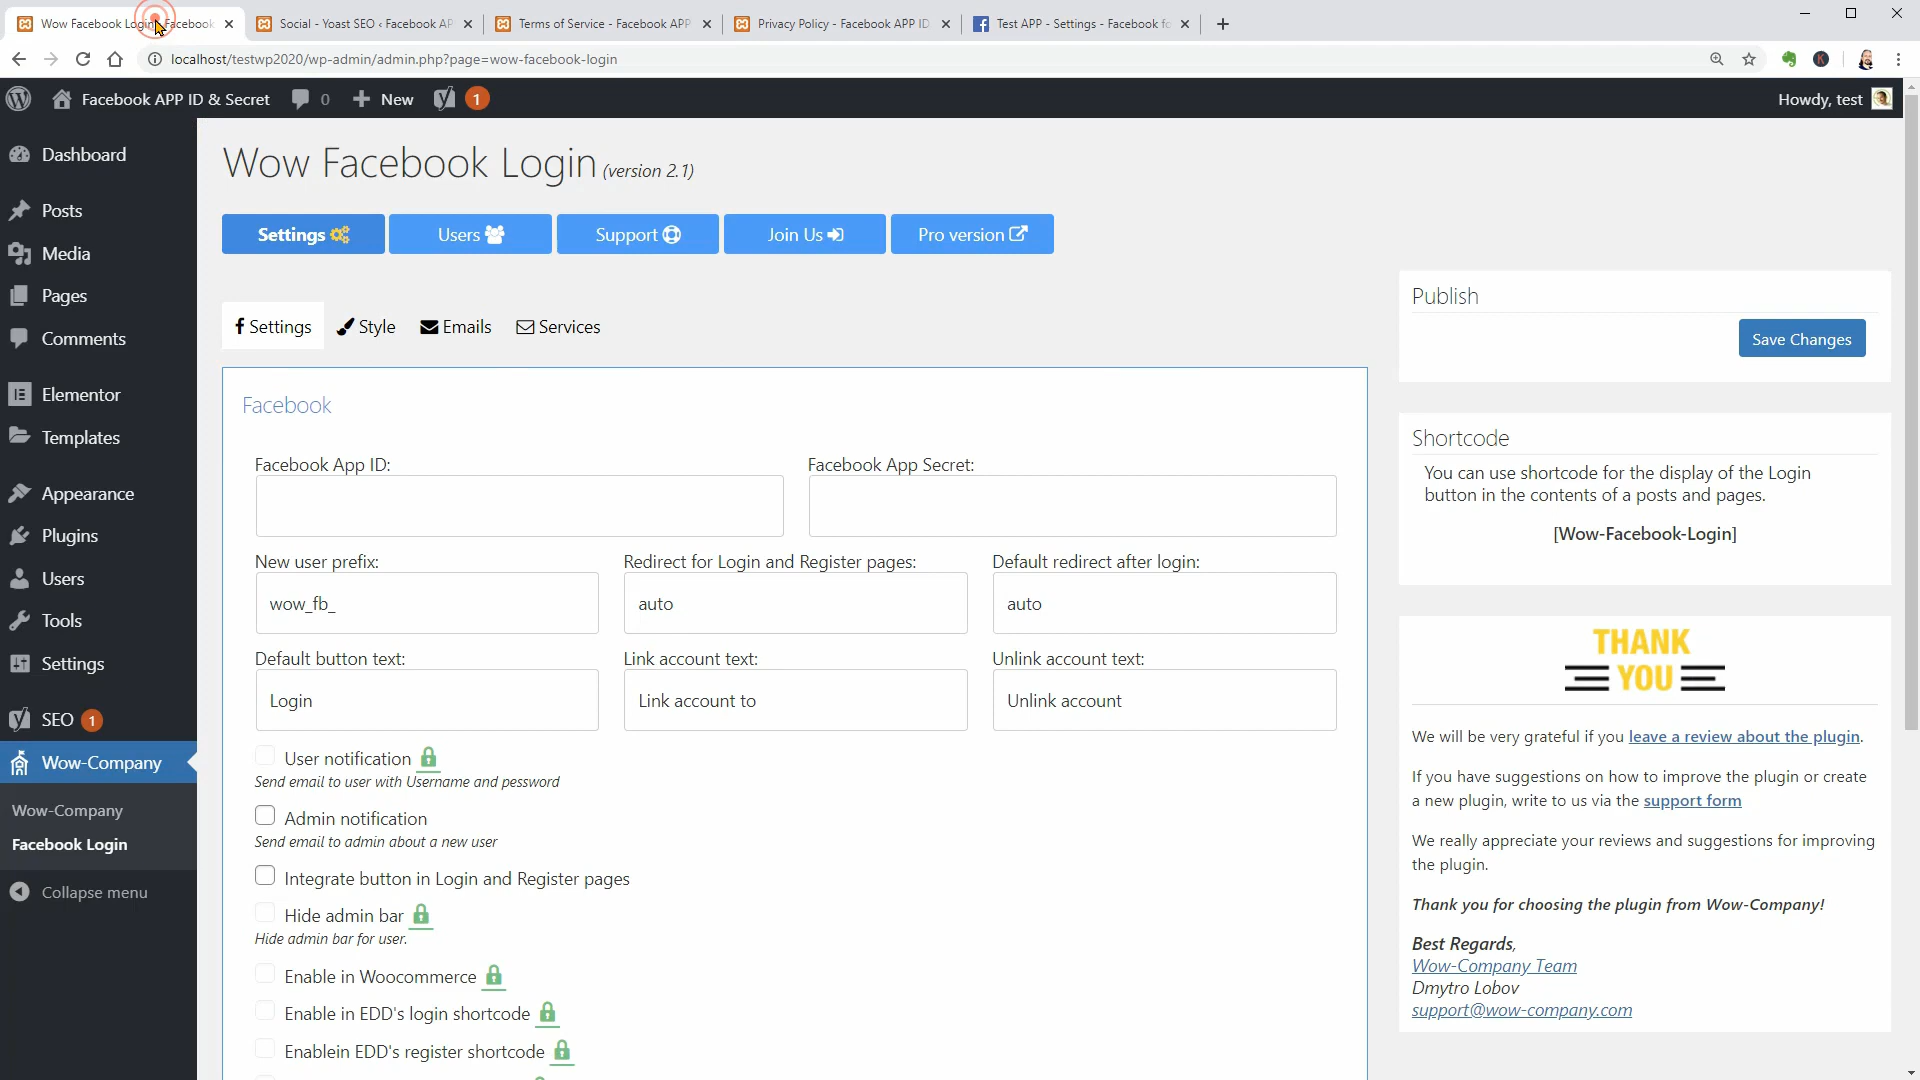 Wow Facebook Login ‹ Facebook
Social - Yoast SEO ‹ Facebook AP
Terms of Service - Facebook APP
Privacy Policy - Facebook APP ID
Test APP - Settings - Facebook fo
localhost/testwp2020/wp-admin/admin.php?page=wow-facebook-login
Facebook APP ID & Secret
0
New
1
Howdy, test
Dashboard
Posts
Media
Pages
Comments
Elementor
Templates
Appearance
Plugins
Users
Tools
Settings
SEO 1
Wow-Company
Wow-Company
Facebook Login
Collapse menu
Wow Facebook Login (version 2.1)
Settings
Users
Support
Join Us
Pro version
Settings
Style
Emails
Services
Facebook
Facebook App ID:
Facebook App Secret:
New user prefix:
Redirect for Login and Register pages:
Default redirect after login:
wow_fb_
auto
auto
Default button text:
Link account text:
Unlink account text:
Login
Link account to
Unlink account
User notification
Send email to user with Username and pessword
Admin notification
Send email to admin about a new user
Integrate button in Login and Register pages
Hide admin bar
Hide admin bar for user.
Enable in Woocommerce
Enable in EDD's login shortcode
Enablein EDD's register shortcode
Publish
Save Changes
Shortcode
You can use shortcode for the display of the Login
button in the contents of a posts and pages.
[Wow-Facebook-Login]
THANK
YOU
We will be very grateful if you leave a review about the plugin.
If you have suggestions on how to improve the plugin or create
a new plugin, write to us via the support form
We really appreciate your reviews and suggestions for improving
the plugin.
Thank you for choosing the plugin from Wow-Company!
Best Regards,
Wow-Company Team
Dmytro Lobov
support@wow-company.com